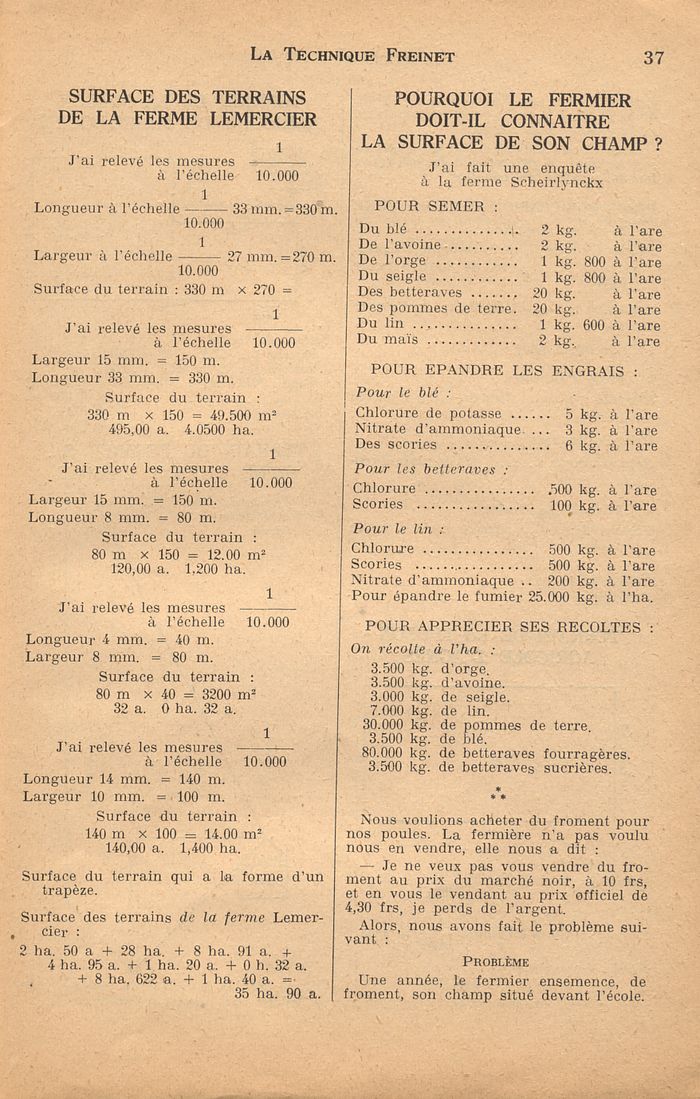 LA TECHNIQUE FREINET 37
SURFACE DES TERRAINS
DE LA FERME LEMERCIER
1
J'ai relevé les mesures ———
à l'échelle 10.000
1
Longueur à l'échelle ——— 33 mm. = 330 m.
10.000
1
Largeur à l'échelle ——— 27 mm. = 270 m.
10.000
Surface du terrain : 330 m × 270 =
1
J'ai relevé les mesures ———
à l'échelle 10.000
Largeur 15 mm. = 150 m.
Longueur 33 mm. = 330 m.
Surface du terrain :
330 m × 150 = 49.500 m²
495,00 a. 4.0500 ha.
1
J'ai relevé les mesures ———
à l'échelle 10.000
Largeur 15 mm. = 150 m.
Longueur 8 mm. = 80 m.
Surface du terrain :
80 m × 150 = 12.00 m²
120,00 a. 1,200 ha.
1
J'ai relevé les mesures ———
à l'échelle 10.000
Longueur 4 mm. = 40 m.
Largeur 8 mm. = 80 m.
Surface du terrain :
80 m × 40 = 3200 m²
32 a. 0 ha. 32 a.
1
J'ai relevé les mesures ———
à l'échelle 10.000
Longueur 14 mm. = 140 m.
Largeur 10 mm. = 100 m.
Surface du terrain :
140 m × 100 = 14.00 m²
140,00 a. 1,400 ha.
Surface du terrain qui a la forme d'un
trapèze.
Surface des terrains de la ferme Lemer-
cier :
2 ha. 50 a + 28 ha. + 8 ha. 91 a. +
4 ha. 95 a. + 1 ha. 20 a. + 0 h. 32 a.
+ 8 ha. 622 a. + 1 ha. 40 a. =
35 ha. 90 a.
POURQUOI LE FERMIER
DOIT-IL CONNAITRE
LA SURFACE DE SON CHAMP ?
J'ai fait une enquête
à la ferme Scheirlynckx
POUR SEMER :
Du blé .............. 2 kg. à l'are
De l'avoine .......... 2 kg. à l'are
De l'orge ............ 1 kg. 800 à l'are
Du seigle ............ 1 kg. 800 à l'are
Des betteraves ....... 20 kg. à l'are
Des pommes de terre. 20 kg. à l'are
Du lin .............. 1 kg. 600 à l'are
Du maïs ............. 2 kg. à l'are
POUR EPANDRE LES ENGRAIS :
Pour le blé :
Chlorure de potasse ...... 5 kg. à l'are
Nitrate d'ammoniaque ... 3 kg. à l'are
Des scories ............... 6 kg. à l'are
Pour les betteraves :
Chlorure ................ 500 kg. à l'are
Scories ................. 100 kg. à l'are
Pour le lin :
Chlorure ................ 500 kg. à l'are
Scories ................. 500 kg. à l'are
Nitrate d'ammoniaque .. 200 kg. à l'are
Pour épandre le fumier 25.000 kg. à l'ha.
POUR APPRECIER SES RECOLTES :
On récolte à l'ha. :
3.500 kg. d'orge.
3.500 kg. d'avoine.
3.000 kg. de seigle.
7.000 kg. de lin.
30.000 kg. de pommes de terre.
3.500 kg. de blé.
80.000 kg. de betteraves fourragères.
3.500 kg. de betteraves sucrières.
***
Nous voulions acheter du froment pour
nos poules. La fermière n'a pas voulu
nous en vendre, elle nous a dit :
— Je ne veux pas vous vendre du fro-
ment au prix du marché noir, à 10 frs,
et en vous le vendant au prix officiel de
4,30 frs, je perds de l'argent.
Alors, nous avons fait le problème sui-
vant :
PROBLÈME
Une année, le fermier ensemence, de
froment, son champ situé devant l'école.